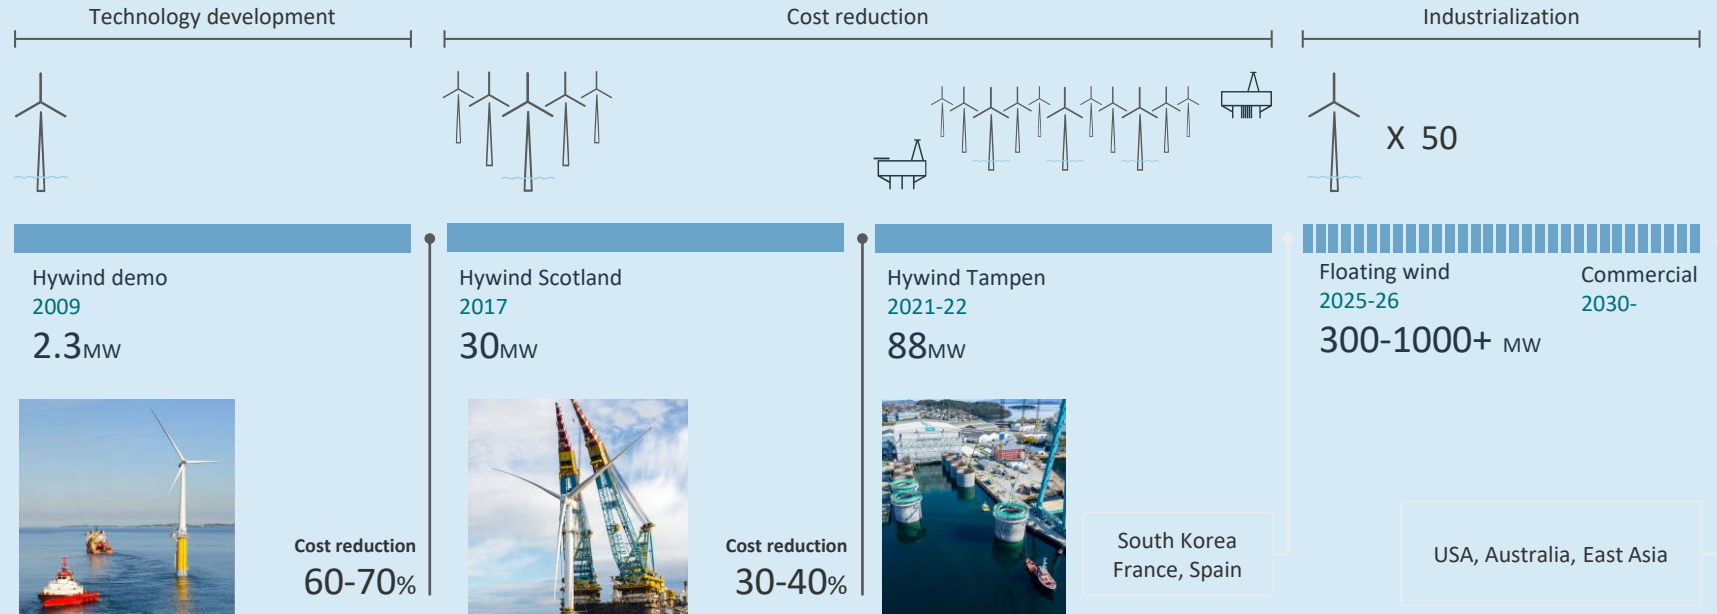 Technology development
Cost reduction
Industrialization
X 50
Hywind demo
2009
2.3MW
Cost reduction
60-70%
Hywind Scotland
2017
30MW
Cost reduction
30-40%
Hywind Tampen
2021-22
88MW
South Korea
France, Spain
Floating wind
2025-26
300-1000+ MW
Commercial
2030-
USA, Australia, East Asia